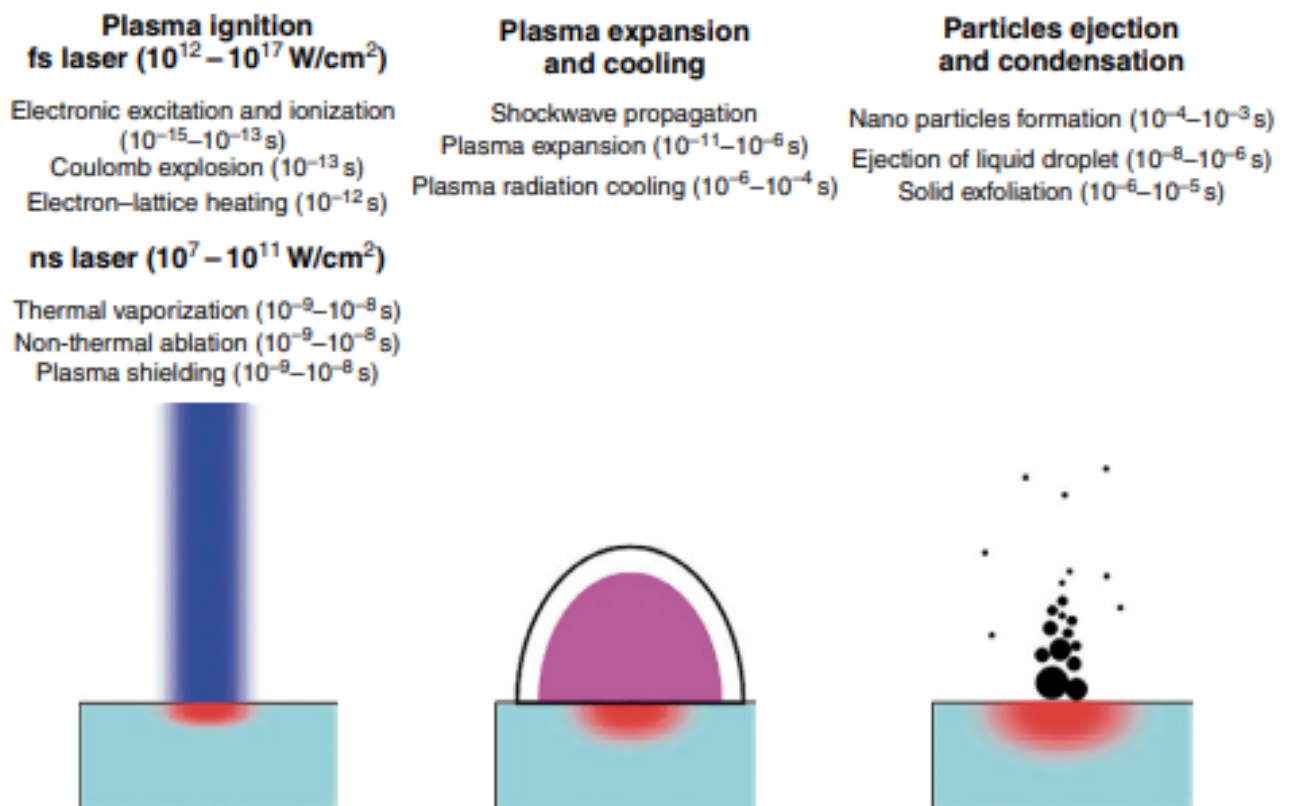 Plasma ignition
fs laser (10¹² – 10¹⁷ W/cm²)
Electronic excitation and ionization
(10⁻¹⁵–10⁻¹³ s)
Coulomb explosion (10⁻¹³ s)
Electron–lattice heating (10⁻¹² s)
ns laser (10⁷ – 10¹¹ W/cm²)
Thermal vaporization (10⁻⁹–10⁻⁸ s)
Non-thermal ablation (10⁻⁹–10⁻⁸ s)
Plasma shielding (10⁻⁹–10⁻⁸ s)
Plasma expansion
and cooling
Shockwave propagation
Plasma expansion (10⁻¹¹–10⁻⁶ s)
Plasma radiation cooling (10⁻⁶–10⁻⁴ s)
Particles ejection
and condensation
Nano particles formation (10⁻⁴–10⁻³ s)
Ejection of liquid droplet (10⁻⁸–10⁻⁶ s)
Solid exfoliation (10⁻⁶–10⁻⁵ s)